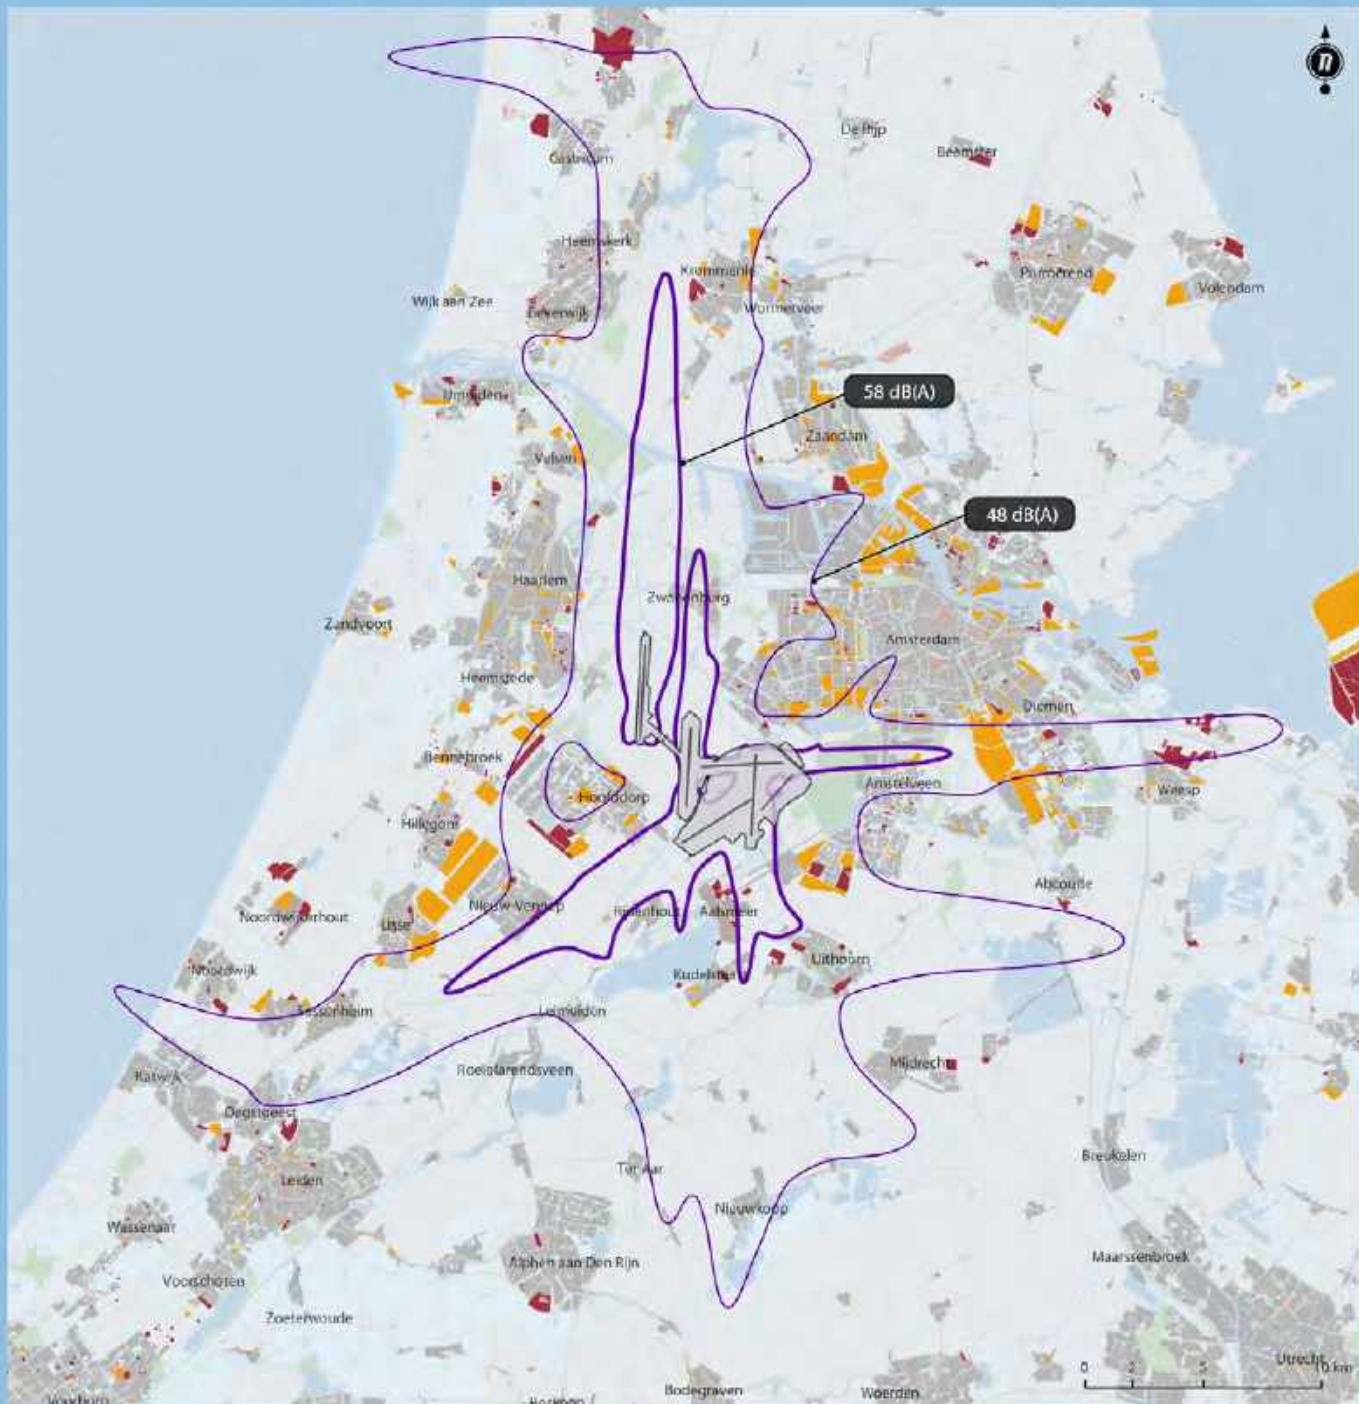 n
De Rijp
Beemster
Castricum
Heemskerk
Krommenie
Purmerend
Volendam
Wijk aan Zee
Beverwijk
Wormerveer
58 dB(A)
IJmuiden
Zaandam
Velsen
48 dB(A)
Haarlem
Zwanenburg
Zandvoort
Amsterdam
Heemstede
Diemen
Bennebroek
Amstelveen
Weesp
Hoofddorp
Hillegom
Abcoude
Nieuw-Vennep
Rijsenhout
Aalsmeer
Noordwijkerhout
Lisse
Uithoorn
Noordwijk
Kudelstaart
Sassenheim
Leimuiden
Mijdrecht
Roelofarendsveen
Katwijk
Oegstgeest
Breukelen
Ter Aar
Leiden
Nieuwkoop
Wassenaar
Maarssenbroek
Alphen aan Den Rijn
Voorschoten
Zoeterwoude
Utrecht
0
5
km
Bodegraven
Woerden
Voorburg